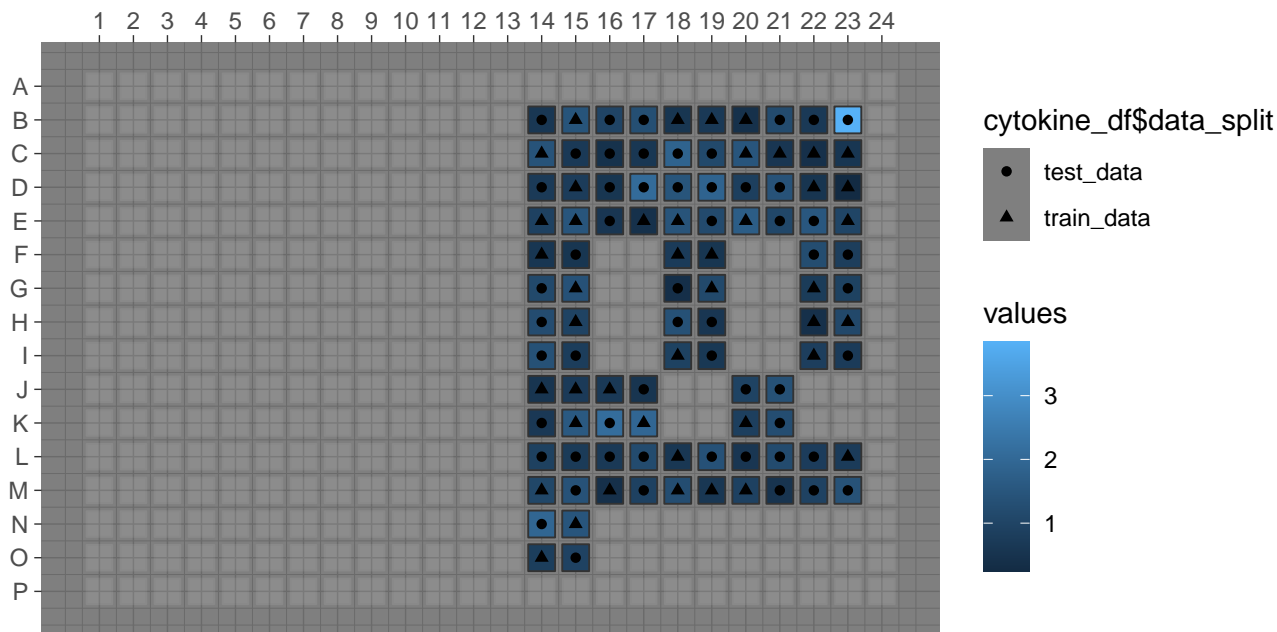 1 2 3 4 5 6 7 8 9 10 11 12 13 14 15 16 17 18 19 20 21 22 23 24
A
B
C
D
E
F
G
H
I
J
K
L
M
N
O
P
cytokine_df$data_split
test_data
train_data
values
3
2
1